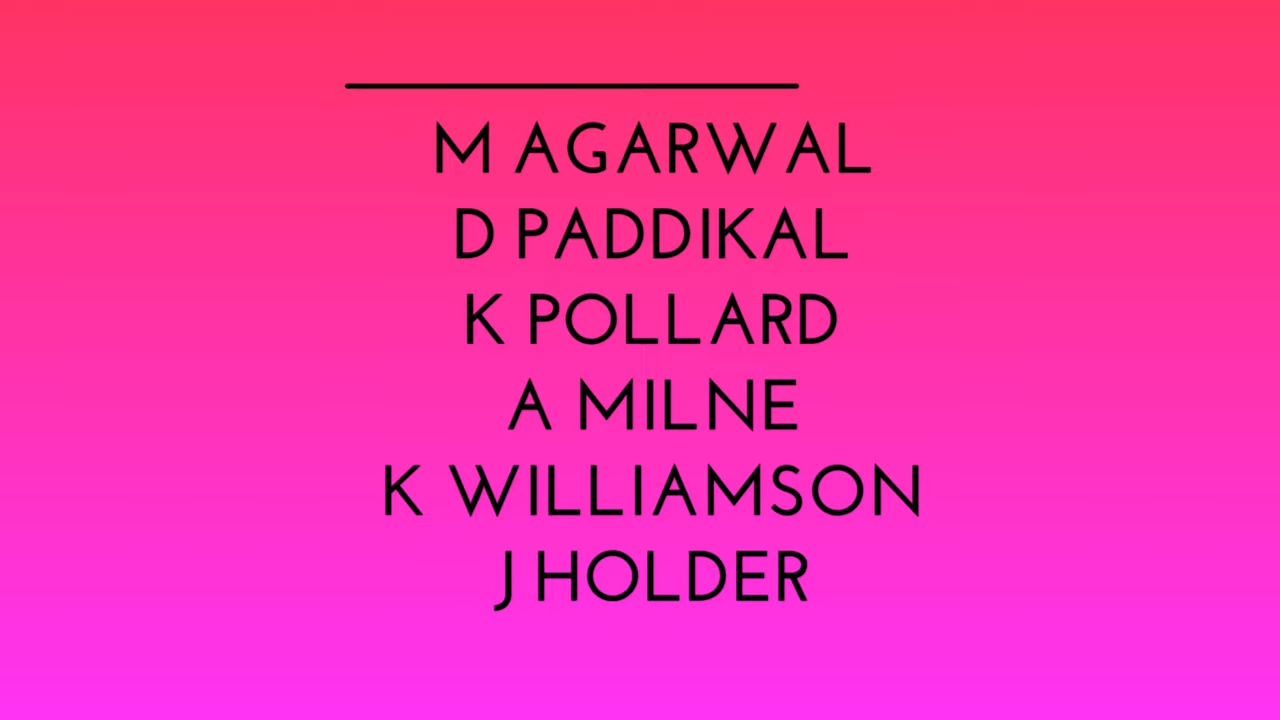 M AGARWAL
D PADDIKAL
K POLLARD
A MILNE
K WILLIAMSON
J HOLDER